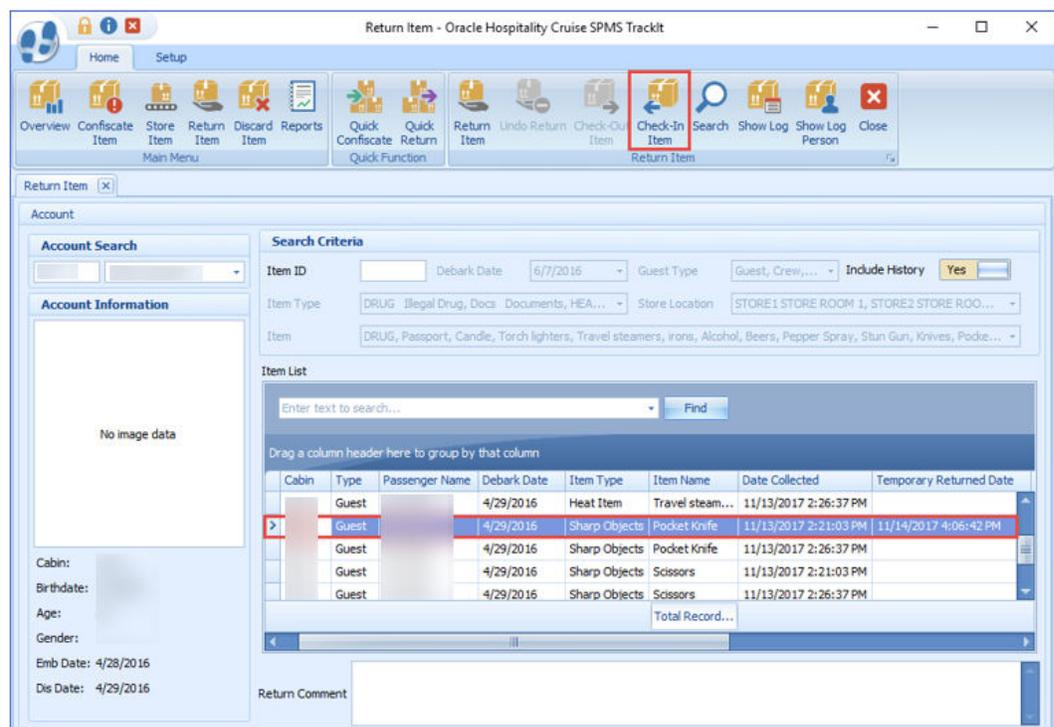 Return Item - Oracle Hospitality Cruise SPMS TrackIt
Home Setup
Overview Confiscate Item Store Item Return Item Discard Item Reports Quick Confiscate Quick Return Return Item Undo Return Check-Out Item Check-In Item Search Show Log Show Log Person Close
Main Menu Quick Function Return Item
Return Item
Account
Account Search
Search Criteria
Item ID Debark Date 6/7/2016 Guest Type Guest, Crew,... Include History Yes
Account Information
Item Type DRUG Illegal Drug, Docs Documents, HEA... Store Location STORE1 STORE ROOM 1, STORE2 STORE ROO...
Item DRUG, Passport, Candle, Torch lighters, Travel steamers, irons, Alcohol, Beers, Pepper Spray, Stun Gun, Knives, Pocke...
Item List
Enter text to search... Find
No image data
Drag a column header here to group by that column
Cabin Type Passenger Name Debark Date Item Type Item Name Date Collected Temporary Returned Date
Guest 4/29/2016 Heat Item Travel steam... 11/13/2017 2:26:37 PM
Guest 4/29/2016 Sharp Objects Pocket Knife 11/13/2017 2:21:03 PM 11/14/2017 4:06:42 PM
Guest 4/29/2016 Sharp Objects Pocket Knife 11/13/2017 2:26:37 PM
Guest 4/29/2016 Sharp Objects Scissors 11/13/2017 2:21:03 PM
Guest 4/29/2016 Sharp Objects Scissors 11/13/2017 2:26:37 PM
Total Record...
Cabin:
Birthdate:
Age:
Gender:
Emb Date: 4/28/2016
Dis Date: 4/29/2016
Return Comment